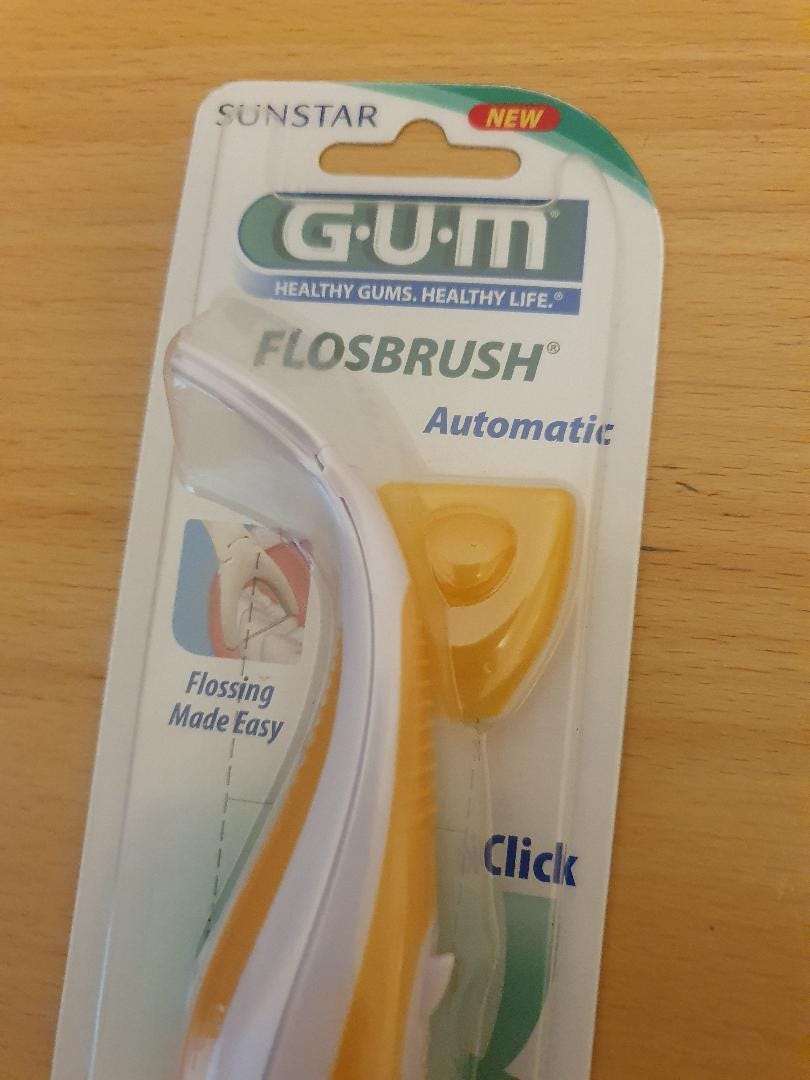 SUNSTAR
NEW
G·U·M®
HEALTHY GUMS. HEALTHY LIFE.®
FLOSBRUSH®
Automatic
Flossing
Made Easy
Click